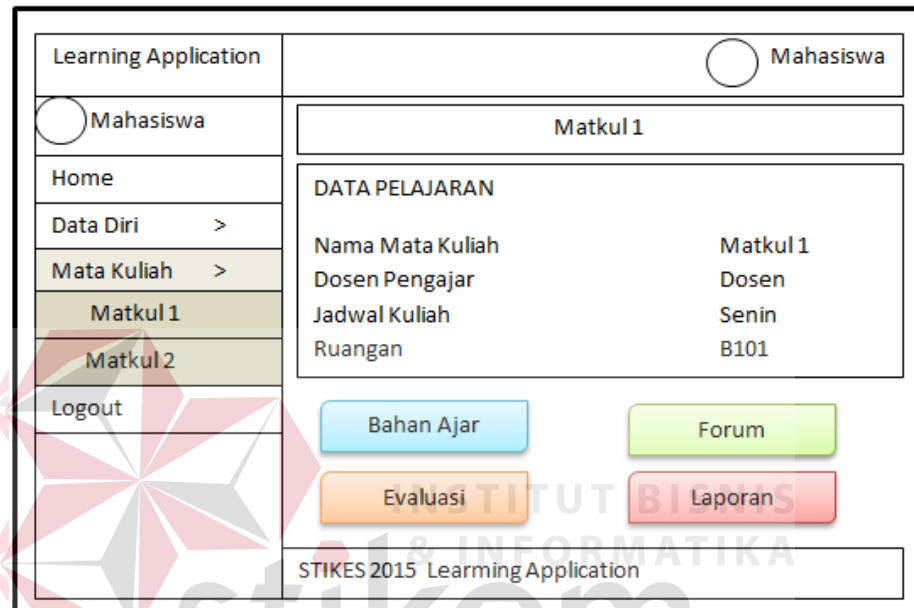 Learning Application
Mahasiswa
Mahasiswa
Home
Data Diri >
Mata Kuliah >
Matkul 1
Matkul 2
Logout
Matkul 1
DATA PELAJARAN
Nama Mata Kuliah Matkul 1
Dosen Pengajar Dosen
Jadwal Kuliah Senin
Ruangan B101
Bahan Ajar Forum
Evaluasi Laporan
STIKES 2015 Learming Application
INSTITUT BISNIS
& INFORMATIKA
stikom